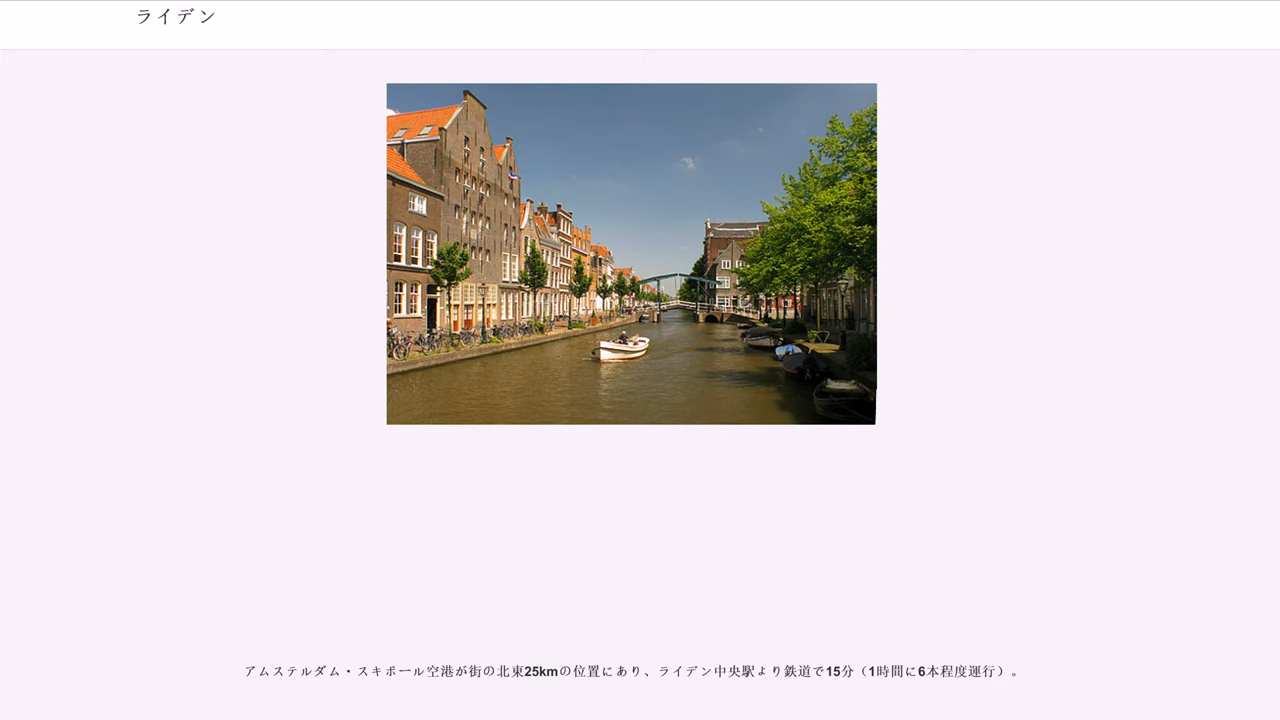 ライデン
アムステルダム・スキポール空港が街の北東25kmの位置にあり、ライデン中央駅より鉄道で15分（1時間に6本程度運行）。